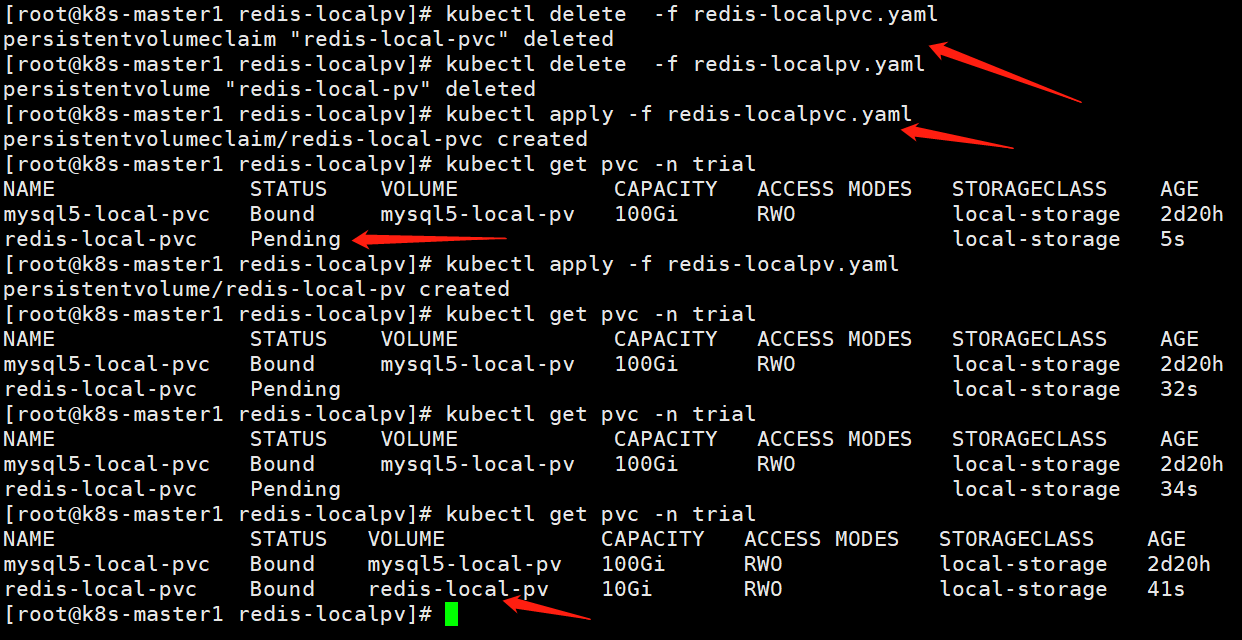 [root@k8s-master1 redis-localpv]# kubectl delete  -f redis-localpvc.yaml
persistentvolumeclaim "redis-local-pvc" deleted
[root@k8s-master1 redis-localpv]# kubectl delete  -f redis-localpv.yaml
persistentvolume "redis-local-pv" deleted
[root@k8s-master1 redis-localpv]# kubectl apply -f redis-localpvc.yaml
persistentvolumeclaim/redis-local-pvc created
[root@k8s-master1 redis-localpv]# kubectl get pvc -n trial
NAME               STATUS    VOLUME            CAPACITY   ACCESS MODES   STORAGECLASS    AGE
mysql5-local-pvc   Bound     mysql5-local-pv   100Gi      RWO            local-storage   2d20h
redis-local-pvc    Pending                                               local-storage   5s
[root@k8s-master1 redis-localpv]# kubectl apply -f redis-localpv.yaml
persistentvolume/redis-local-pv created
[root@k8s-master1 redis-localpv]# kubectl get pvc -n trial
NAME               STATUS    VOLUME            CAPACITY   ACCESS MODES   STORAGECLASS    AGE
mysql5-local-pvc   Bound     mysql5-local-pv   100Gi      RWO            local-storage   2d20h
redis-local-pvc    Pending                                               local-storage   32s
[root@k8s-master1 redis-localpv]# kubectl get pvc -n trial
NAME               STATUS    VOLUME            CAPACITY   ACCESS MODES   STORAGECLASS    AGE
mysql5-local-pvc   Bound     mysql5-local-pv   100Gi      RWO            local-storage   2d20h
redis-local-pvc    Pending                                               local-storage   34s
[root@k8s-master1 redis-localpv]# kubectl get pvc -n trial
NAME               STATUS   VOLUME            CAPACITY   ACCESS MODES   STORAGECLASS    AGE
mysql5-local-pvc   Bound    mysql5-local-pv   100Gi      RWO            local-storage   2d20h
redis-local-pvc    Bound    redis-local-pv    10Gi       RWO            local-storage   41s
[root@k8s-master1 redis-localpv]#